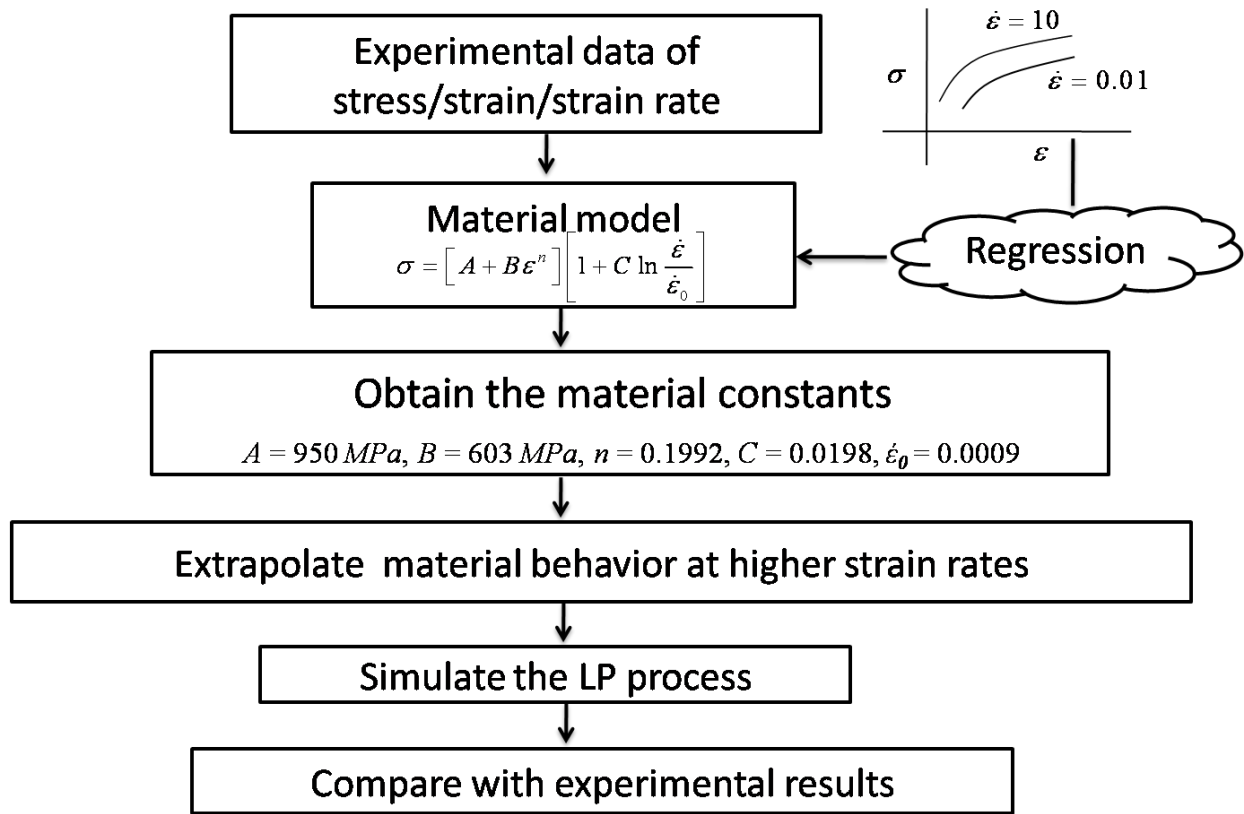 Experimental data of
stress/strain/strain rate
σ
ε̇ = 10
ε̇ = 0.01
ε
Material model
σ = [A + Bεⁿ][1 + C ln ε̇/ε̇₀]
Regression
Obtain the material constants
A = 950 MPa, B = 603 MPa, n = 0.1992, C = 0.0198, ε̇₀ = 0.0009
Extrapolate material behavior at higher strain rates
Simulate the LP process
Compare with experimental results